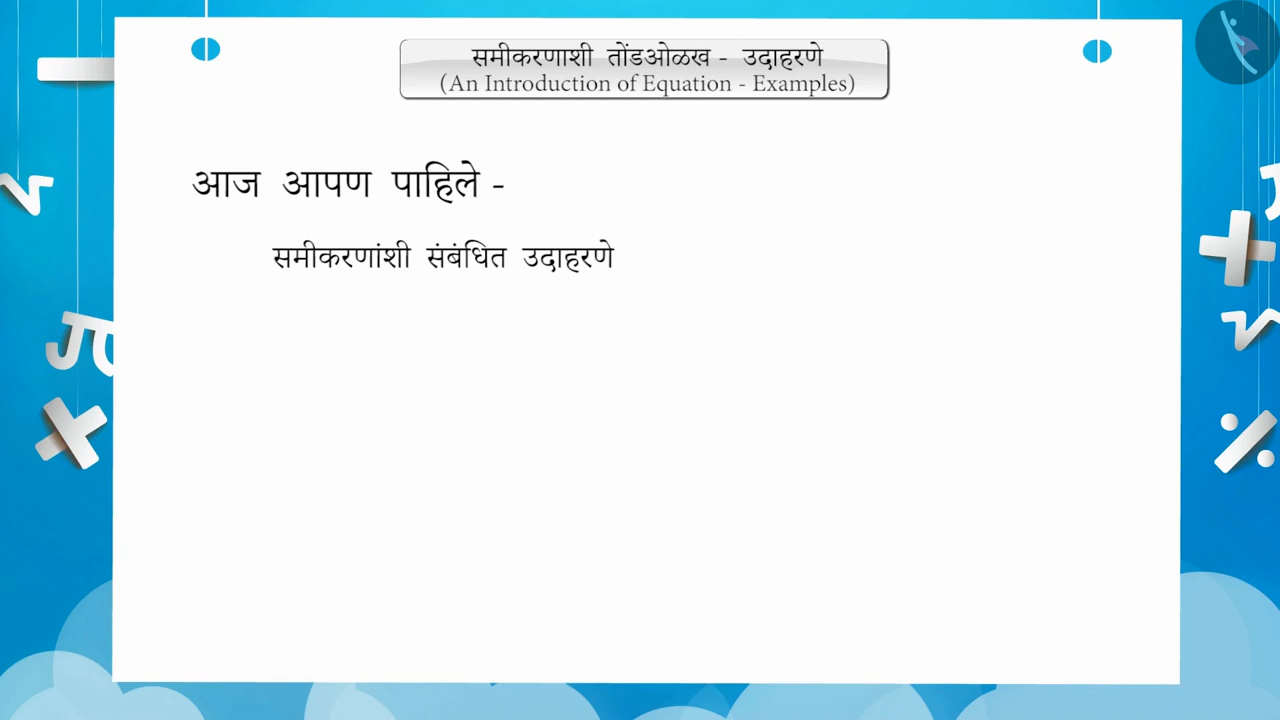 समीकरणाशी तोंडओळख - उदाहरणे
(An Introduction of Equation - Examples)
आज आपण पाहिले -
समीकरणांशी संबंधित उदाहरणे